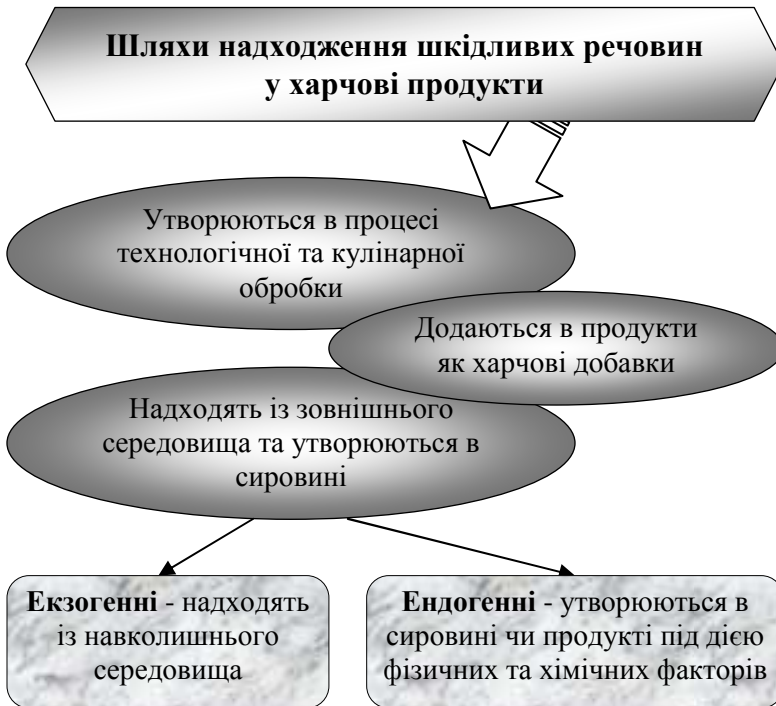 Шляхи надходження шкідливих речовин
у харчові продукти
Утворюються в процесі
технологічної та кулінарної
обробки
Додаються в продукти
як харчові добавки
Надходять із зовнішнього
середовища та утворюються в
сировині
Екзогенні - надходять
із навколишнього
середовища
Ендогенні - утворюються в
сировині чи продукті під дією
фізичних та хімічних факторів